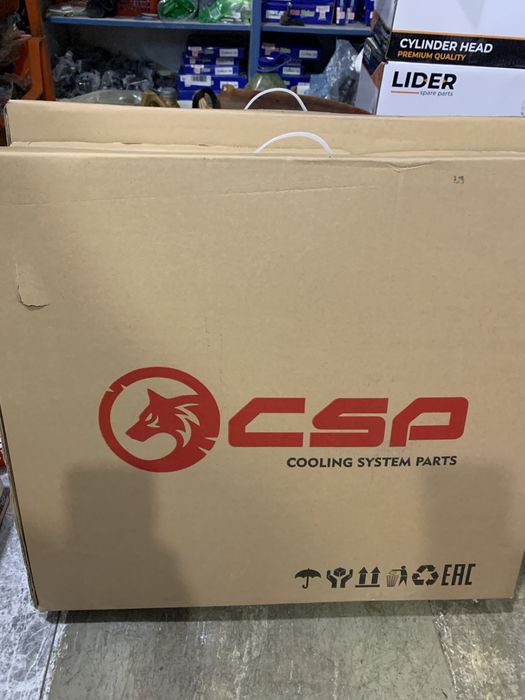 CYLINDER HEAD
PREMIUM QUALITY
LIDER
spare parts
CSP
COOLING SYSTEM PARTS
EAC